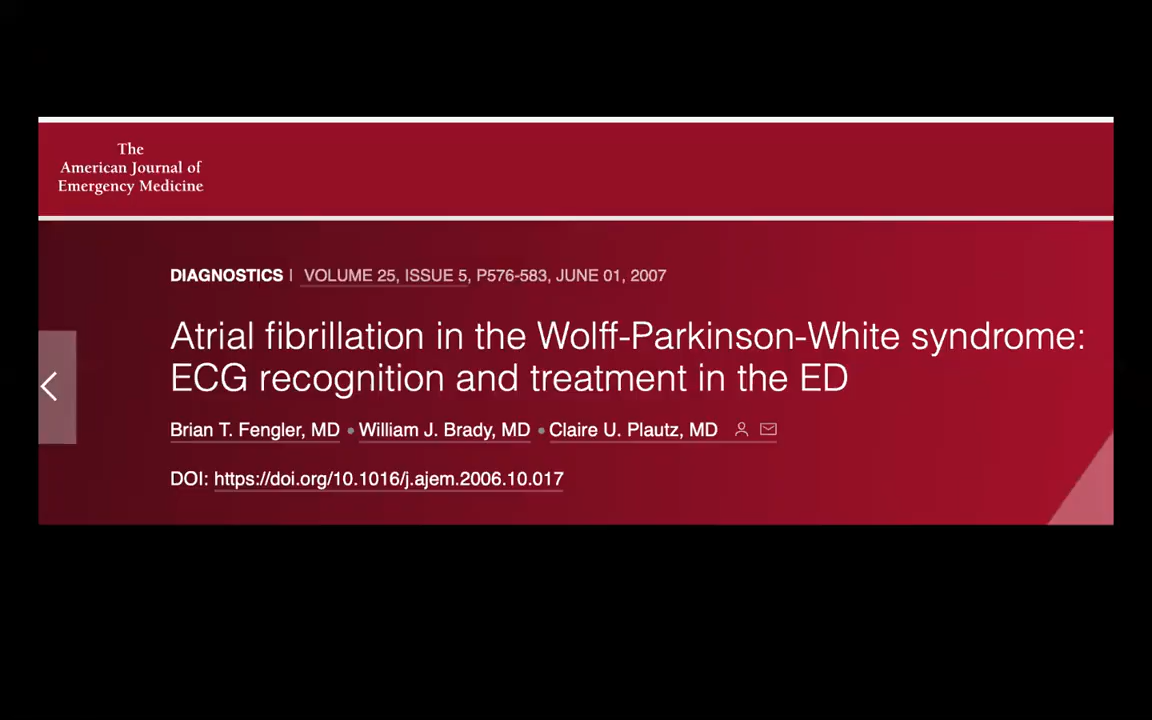 The
American Journal of
Emergency Medicine
DIAGNOSTICS | VOLUME 25, ISSUE 5, P576-583, JUNE 01, 2007
Atrial fibrillation in the Wolff-Parkinson-White syndrome:
ECG recognition and treatment in the ED
Brian T. Fengler, MD • William J. Brady, MD • Claire U. Plautz, MD
DOI: https://doi.org/10.1016/j.ajem.2006.10.017